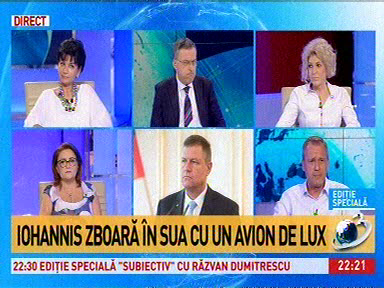 DIRECT
EDIȚIE
SPECIALĂ
IOHANNIS ZBOARĂ ÎN SUA CU UN AVION DE LUX
22:30 EDIȚIE SPECIALĂ "SUBIECTIV" CU RĂZVAN DUMITRESCU
22:21